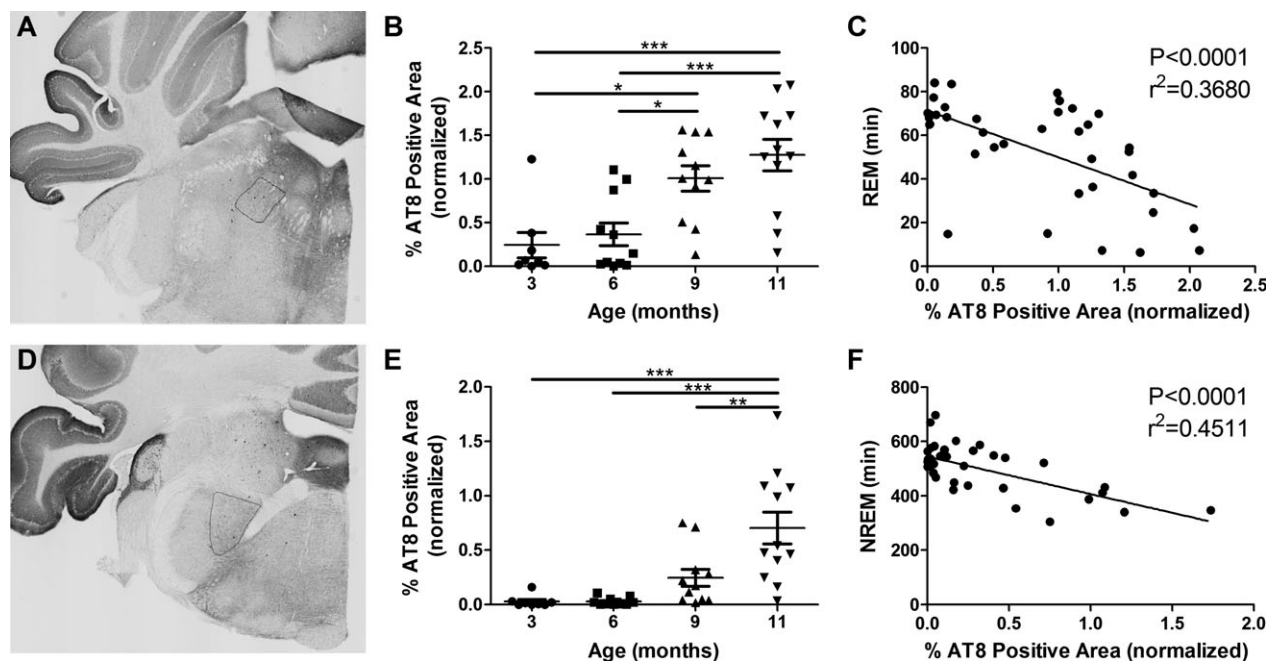 A
B
2.5
2.0
1.5
1.0
0.5
0.0
% AT8 Positive Area
(normalized)
***
***
*
*
3 6 9 11
Age (months)
C
100
80
60
40
20
0
REM (min)
P<0.0001
r²=0.3680
0.0 0.5 1.0 1.5 2.0 2.5
% AT8 Positive Area (normalized)
D
E
2.0
1.5
1.0
0.5
0.0
% AT8 Positive Area
(normalized)
***
***
**
3 6 9 11
Age (months)
F
800
600
400
200
0
NREM (min)
P<0.0001
r²=0.4511
0.0 0.5 1.0 1.5 2.0
% AT8 Positive Area (normalized)